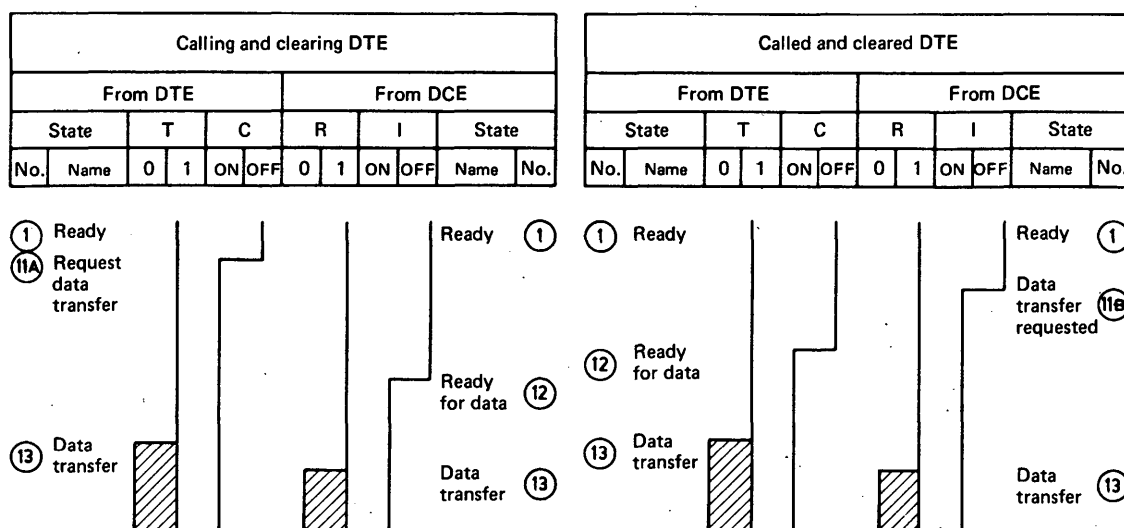 Calling and clearing DTE
From DTE From DCE
State T C R I State
No. Name 0 1 ON OFF 0 1 ON OFF Name No.
1 Ready
11A Request
data
transfer
13 Data
transfer
Ready 1
Ready
for data 12
Data
transfer 13
Called and cleared DTE
From DTE From DCE
State T C R I State
No. Name 0 1 ON OFF 0 1 ON OFF Name No.
1 Ready
12 Ready
for data
13 Data
transfer
Ready 1
Data
transfer 11B
requested
Data
transfer 13